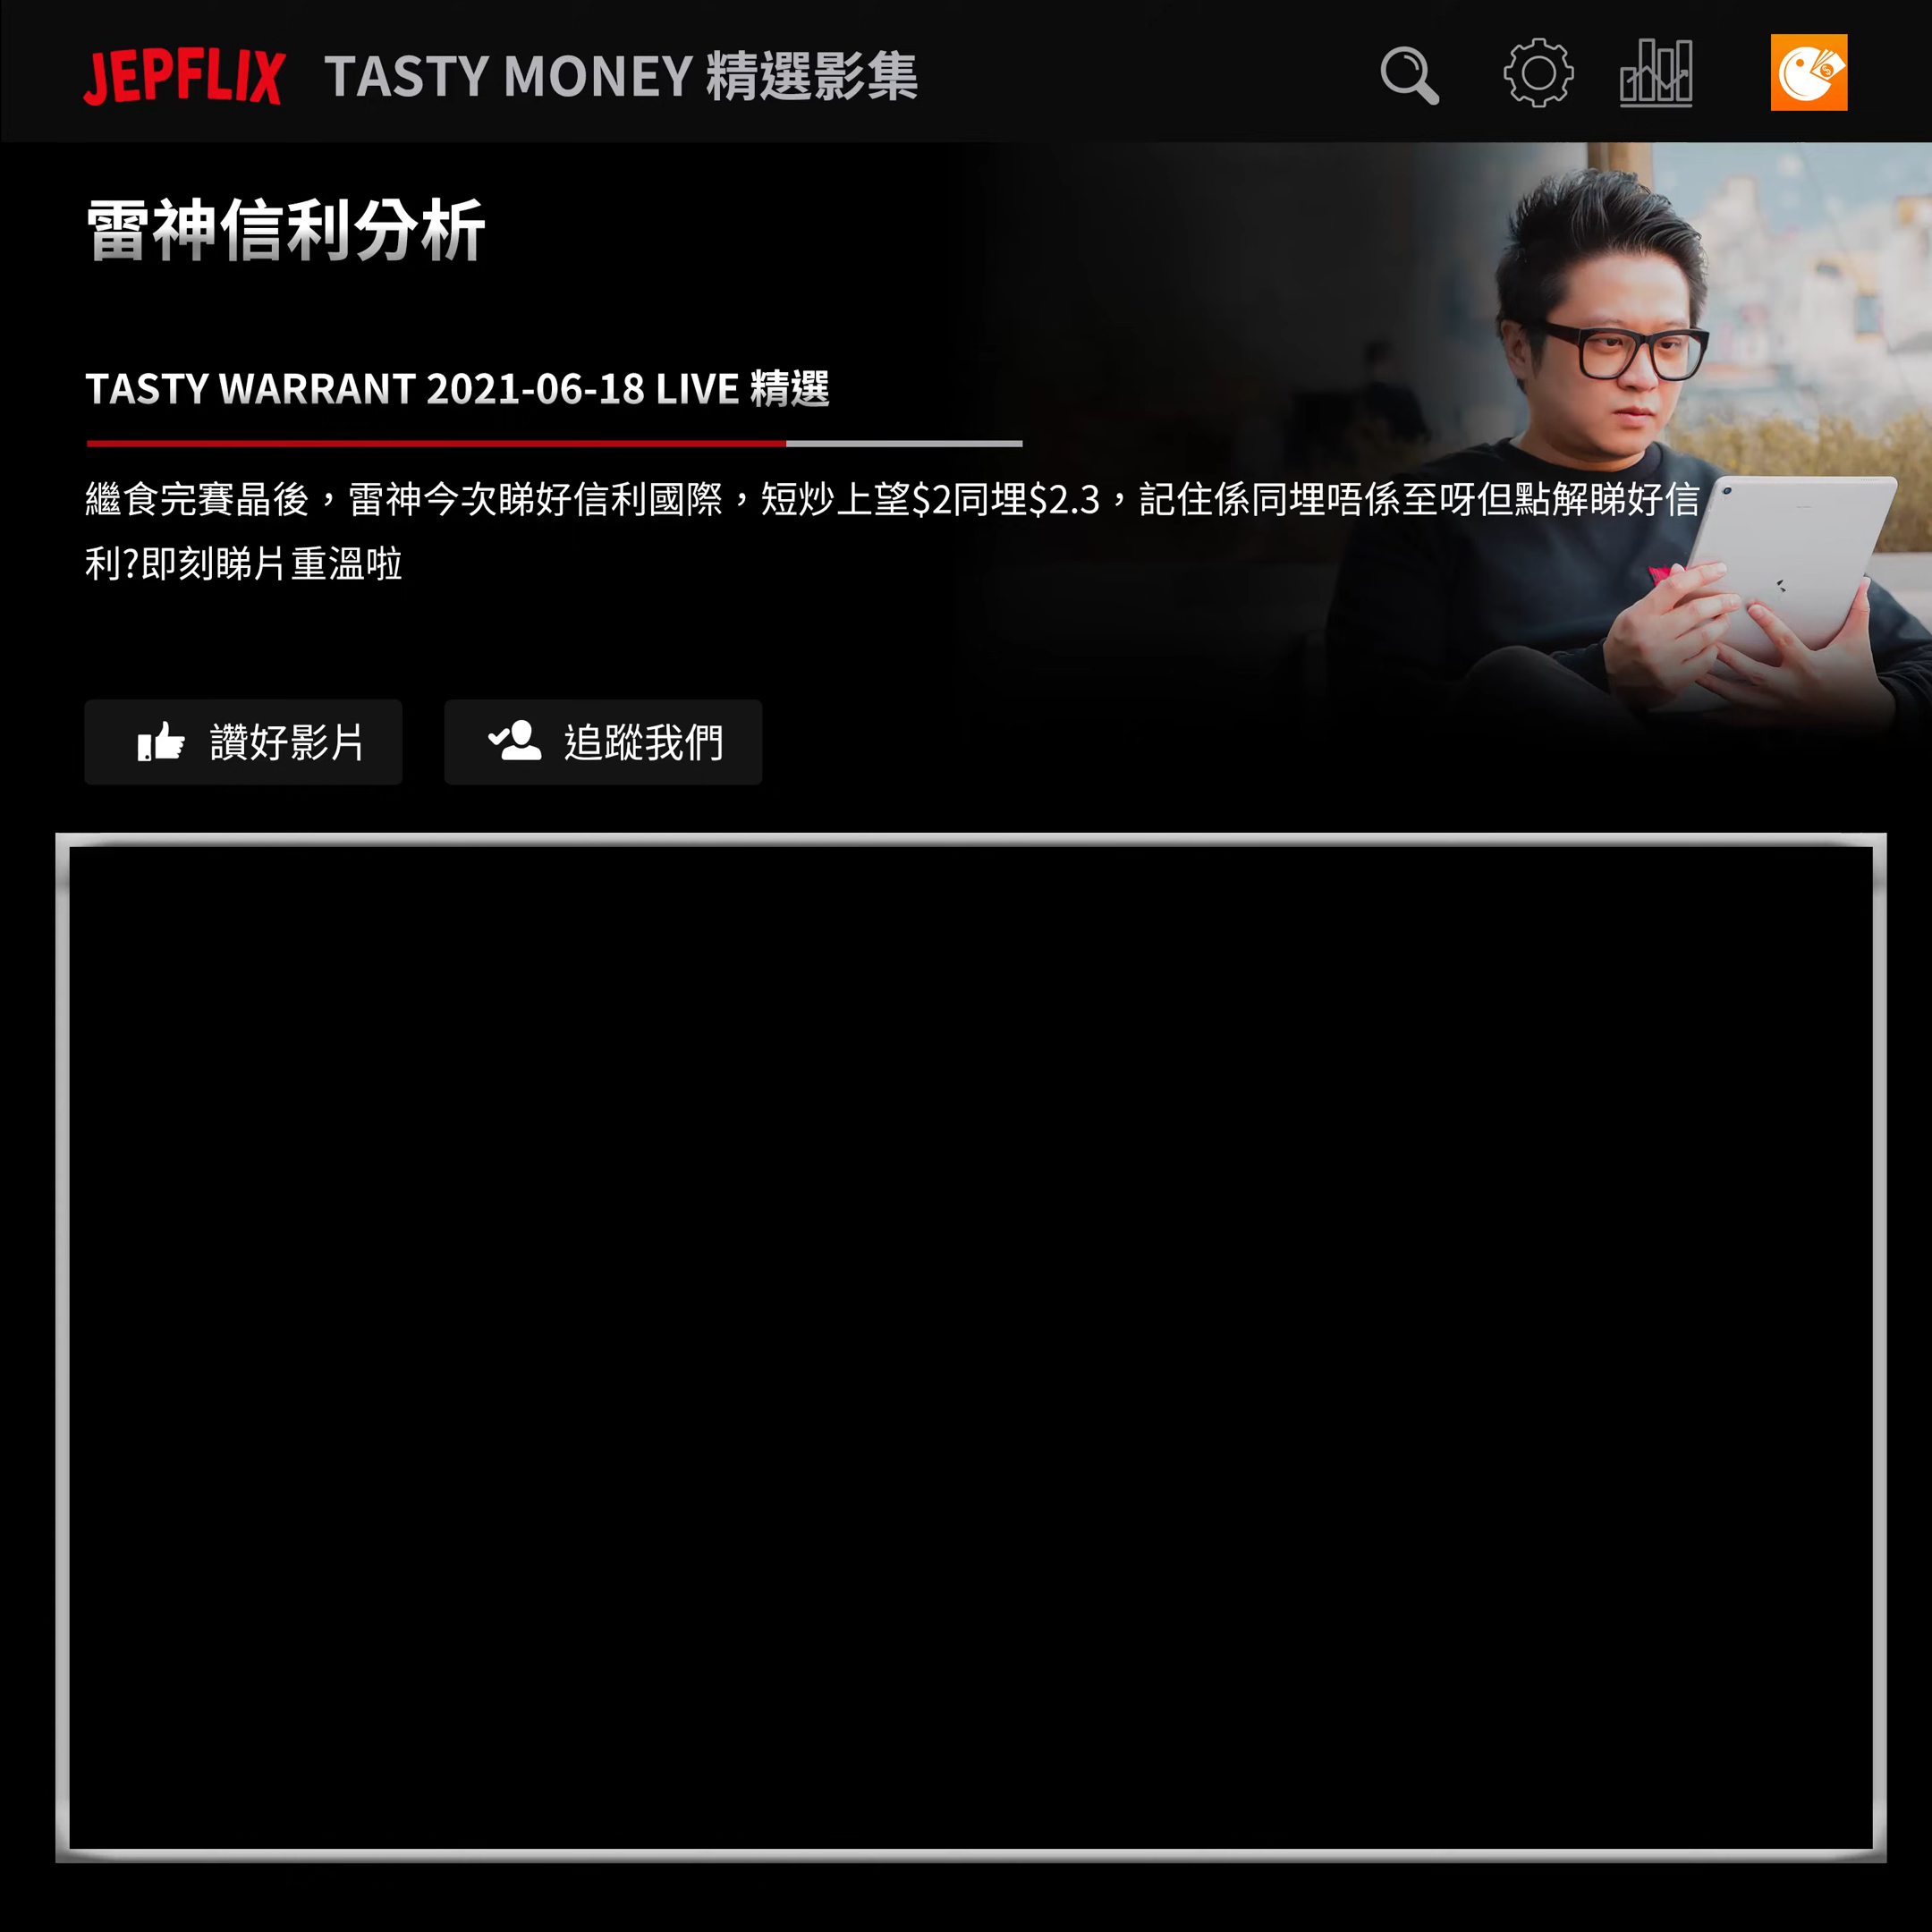 JEPFLIX TASTY MONEY 精選影集
雷神信利分析
TASTY WARRANT 2021-06-18 LIVE 精選
繼食完賽晶後，雷神今次睇好信利國際，短炒上望$2同埋$2.3，記住係同埋唔係至呀但點解睇好信
利?即刻睇片重溫啦
讚好影片 追蹤我們